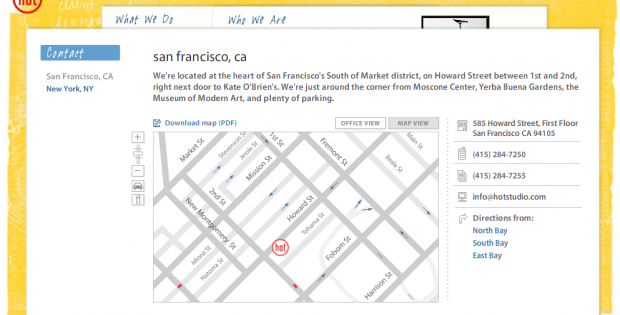 hot
What We Do
Who We Are
Contact
San Francisco, CA
New York, NY
san francisco, ca
We're located at the heart of San Francisco's South of Market district, on Howard Street between 1st and 2nd,
right next door to Kate O'Brien's. We're just around the corner from Moscone Center, Yerba Buena Gardens, the
Museum of Modern Art, and plenty of parking.
Download map (PDF)
OFFICE VIEW
MAP VIEW
Market St
Stevenson St
Jessie St
Mission St
1st St
Fremont St
Main St
Beale St
2nd St
New Montgomery St
Howard St
Tehama St
Minna St
Natoma St
hot
Folsom St
Harrison St
585 Howard Street, First Floor
San Francisco CA 94105
(415) 284-7250
(415) 284-7255
info@hotstudio.com
Directions from:
North Bay
South Bay
East Bay